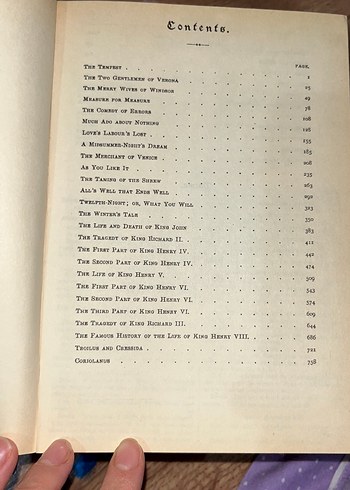 Contents.
PAGE.
THE TEMPEST . . . . . . . . . . 1
THE TWO GENTLEMEN OF VERONA . . . . . . . . 25
THE MERRY WIVES OF WINDSOR . . . . . . . . 49
MEASURE FOR MEASURE . . . . . . . . 78
THE COMEDY OF ERRORS . . . . . . . . 108
MUCH ADO ABOUT NOTHING . . . . . . . . 128
LOVE'S LABOUR'S LOST . . . . . . . . 155
A MIDSUMMER-NIGHT'S DREAM . . . . . . . . 185
THE MERCHANT OF VENICE . . . . . . . . 208
AS YOU LIKE IT . . . . . . . . . 235
THE TAMING OF THE SHREW . . . . . . . . 263
ALL'S WELL THAT ENDS WELL . . . . . . . . 292
TWELFTH-NIGHT; OR, WHAT YOU WILL . . . . . . . 323
THE WINTER'S TALE . . . . . . . . 350
THE LIFE AND DEATH OF KING JOHN . . . . . . . 383
THE TRAGEDY OF KING RICHARD II. . . . . . . . 412
THE FIRST PART OF KING HENRY IV. . . . . . . . 442
THE SECOND PART OF KING HENRY IV. . . . . . . . 474
THE LIFE OF KING HENRY V. . . . . . . . . 509
THE FIRST PART OF KING HENRY VI. . . . . . . . 543
THE SECOND PART OF KING HENRY VI. . . . . . . . 574
THE THIRD PART OF KING HENRY VI. . . . . . . . 609
THE TRAGEDY OF KING RICHARD III. . . . . . . . 644
THE FAMOUS HISTORY OF THE LIFE OF KING HENRY VIII. . . . . 686
TROILUS AND CRESSIDA . . . . . . . . . 721
CORIOLANUS . . . . . . . . . . 758